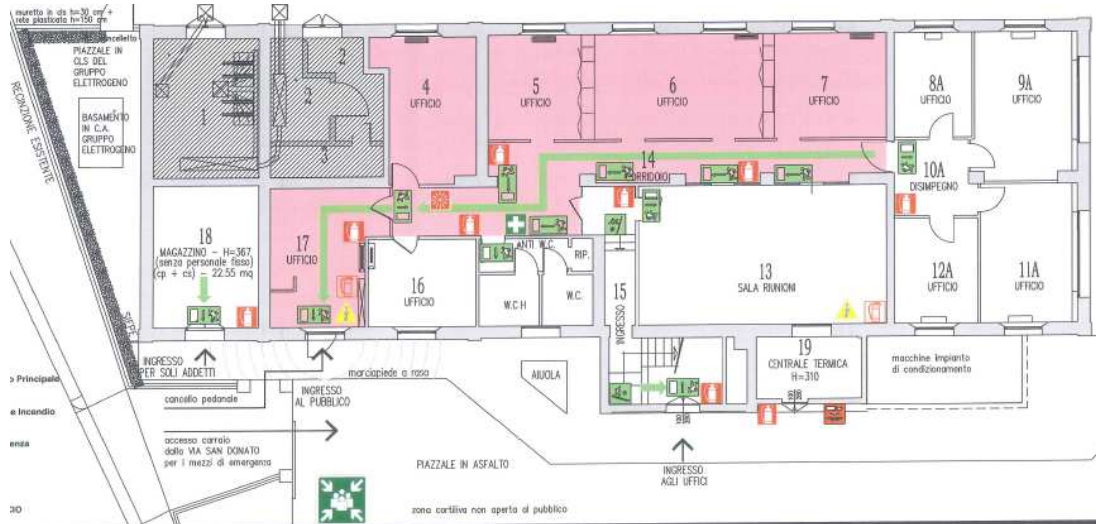 muretto in cls h=30 cm +
rete plastificata h=150 cm
cancelletto
PIAZZALE IN
CLS DEL
GRUPPO
ELETTROGENO
BASAMENTO
IN C.A.
GRUPPO
ELETTROGENO
RECINZIONE ESISTENTE
SIEPE
1
2
3
4
UFFICIO
5
UFFICIO
6
UFFICIO
7
UFFICIO
8A
UFFICIO
9A
UFFICIO
10A
DISIMPEGNO
14
CORRIDOIO
18
MAGAZZINO - H=367
(senza personale fisso)
(cp + cs) - 22.55 mq
17
UFFICIO
16
UFFICIO
ANTI W.C.
RIP.
W.C.H
W.C.
15
INGRESSO
13
SALA RIUNIONI
12A
UFFICIO
11A
UFFICIO
19
CENTRALE TERMICA
H=310
macchine impianto
di condizionamento
INGRESSO
PER SOLI ADDETTI
marciapiede a raso
AIUOLA
INGRESSO
AL PUBBLICO
cancello pedonale
accesso carraio
dalla VIA SAN DONATO
per i mezzi di emergenza
PIAZZALE IN ASFALTO
INGRESSO
AGLI UFFICI
zona cortiliva non aperta al pubblico
o Principale
e Incendio
enza